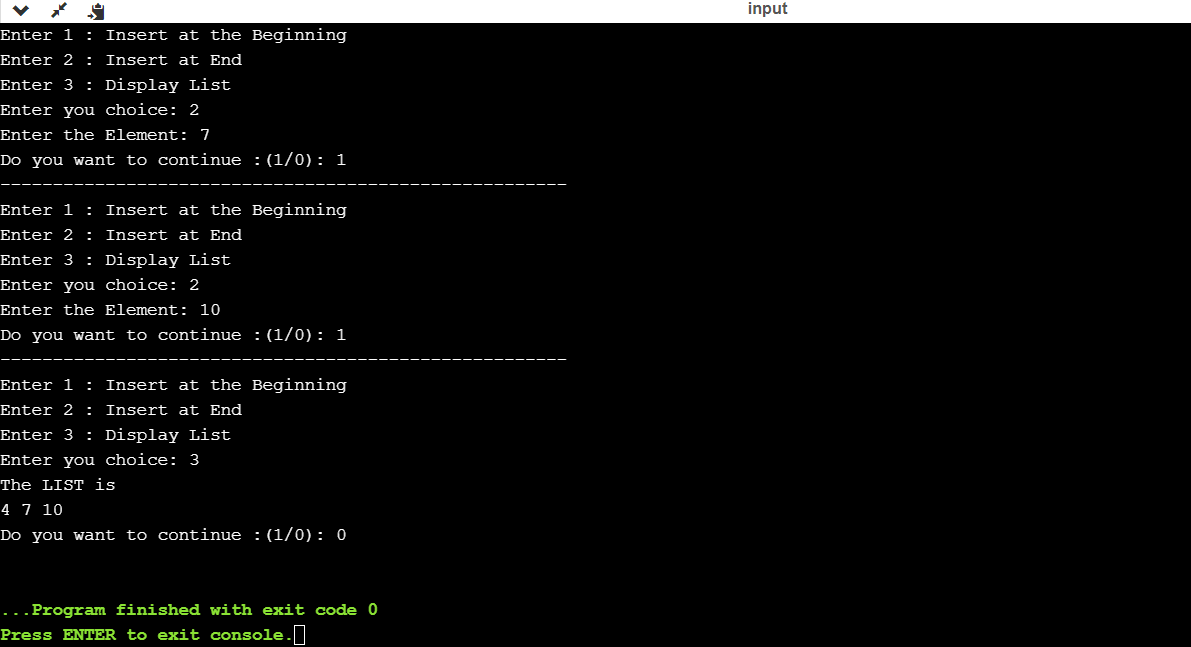 input
Enter 1 : Insert at the Beginning
Enter 2 : Insert at End
Enter 3 : Display List
Enter you choice: 2
Enter the Element: 7
Do you want to continue :(1/0): 1
------------------------------------------------------
Enter 1 : Insert at the Beginning
Enter 2 : Insert at End
Enter 3 : Display List
Enter you choice: 2
Enter the Element: 10
Do you want to continue :(1/0): 1
------------------------------------------------------
Enter 1 : Insert at the Beginning
Enter 2 : Insert at End
Enter 3 : Display List
Enter you choice: 3
The LIST is
4 7 10
Do you want to continue :(1/0): 0
...Program finished with exit code 0
Press ENTER to exit console.